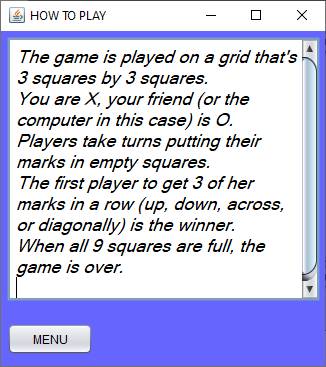 HOW TO PLAY
The game is played on a grid that's
3 squares by 3 squares.
You are X, your friend (or the
computer in this case) is O.
Players take turns putting their
marks in empty squares.
The first player to get 3 of her
marks in a row (up, down, across,
or diagonally) is the winner.
When all 9 squares are full, the
game is over.
MENU